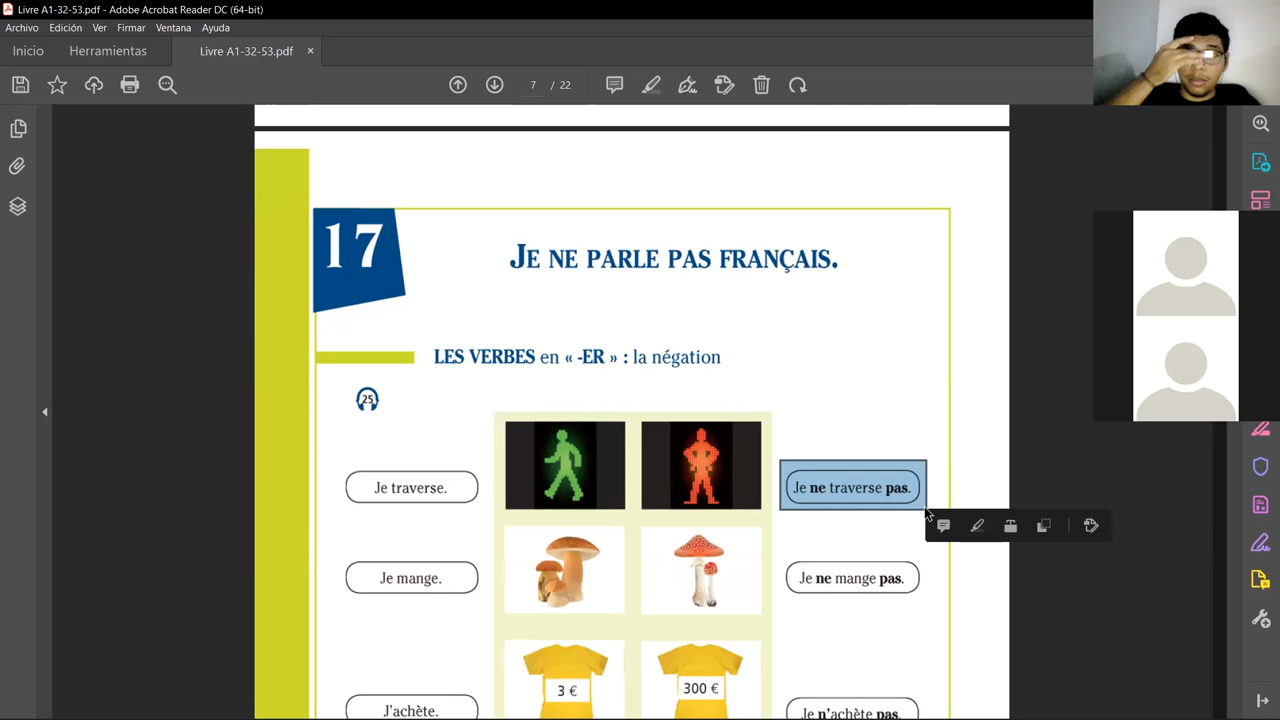 Livre A1-32-53.pdf - Adobe Acrobat Reader DC (64-bit)
Archivo Edición Ver Firmar Ventana Ayuda
Inicio Herramientas Livre A1-32-53.pdf ×
7 / 22
17
JE NE PARLE PAS FRANÇAIS.
LES VERBES en « -ER » : la négation
25
Je traverse.
Je ne traverse pas.
Je mange.
Je ne mange pas.
3 €
300 €
J'achète.
Je n'achète pas.